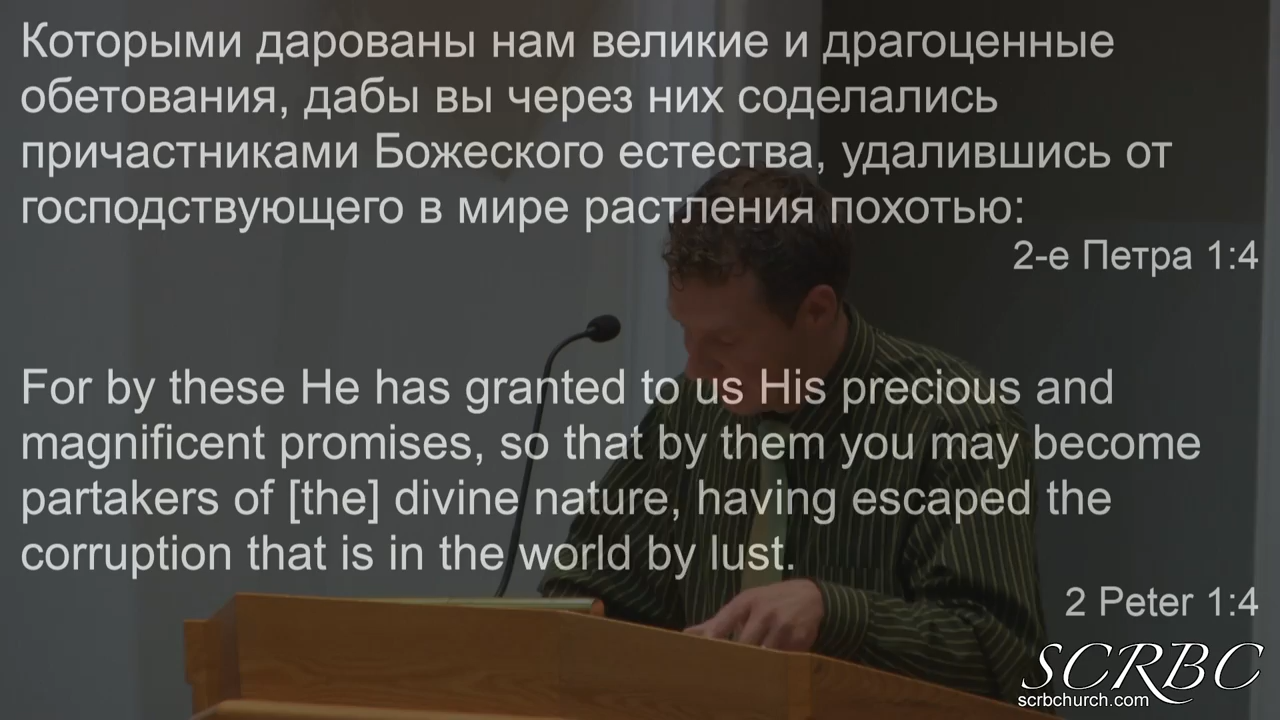 Которыми дарованы нам великие и драгоценные
обетования, дабы вы через них соделались
причастниками Божеского естества, удалившись от
господствующего в мире растления похотью:
2-е Петра 1:4
For by these He has granted to us His precious and
magnificent promises, so that by them you may become
partakers of [the] divine nature, having escaped the
corruption that is in the world by lust.
2 Peter 1:4
SCRBC
scrbchurch.com